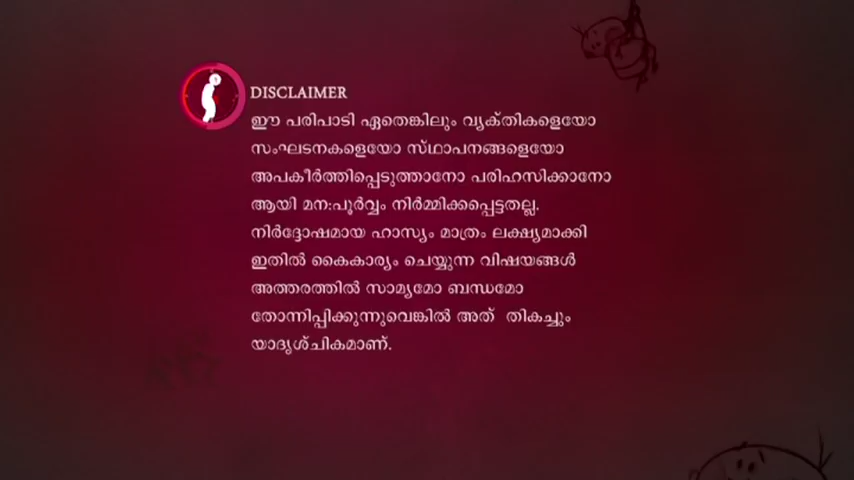 DISCLAIMER
ഈ പരിപാടി ഏതെങ്കിലും വ്യക്തികളെയോ
സംഘടനകളെയോ സ്ഥാപനങ്ങളെയോ
അപകീർത്തിപ്പെടുത്താനോ പരിഹസിക്കാനോ
ആയി മന:പൂർവ്വം നിർമ്മിക്കപ്പെട്ടതല്ല.
നിർദ്ദോഷമായ ഹാസ്യം മാത്രം ലക്ഷ്യമാക്കി
ഇതിൽ കൈകാര്യം ചെയ്യുന്ന വിഷയങ്ങൾ
അത്തരത്തിൽ സാമ്യമോ ബന്ധമോ
തോന്നിപ്പിക്കുന്നുവെങ്കിൽ അത് തികച്ചും
യാദൃശ്ചികമാണ്.